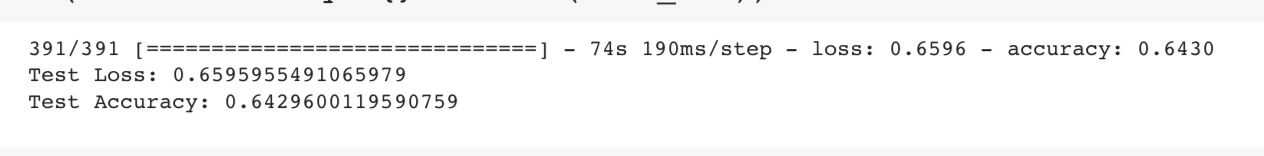 391/391 [==============================] - 74s 190ms/step - loss: 0.6596 - accuracy: 0.6430
Test Loss: 0.6595955491065979
Test Accuracy: 0.6429600119590759